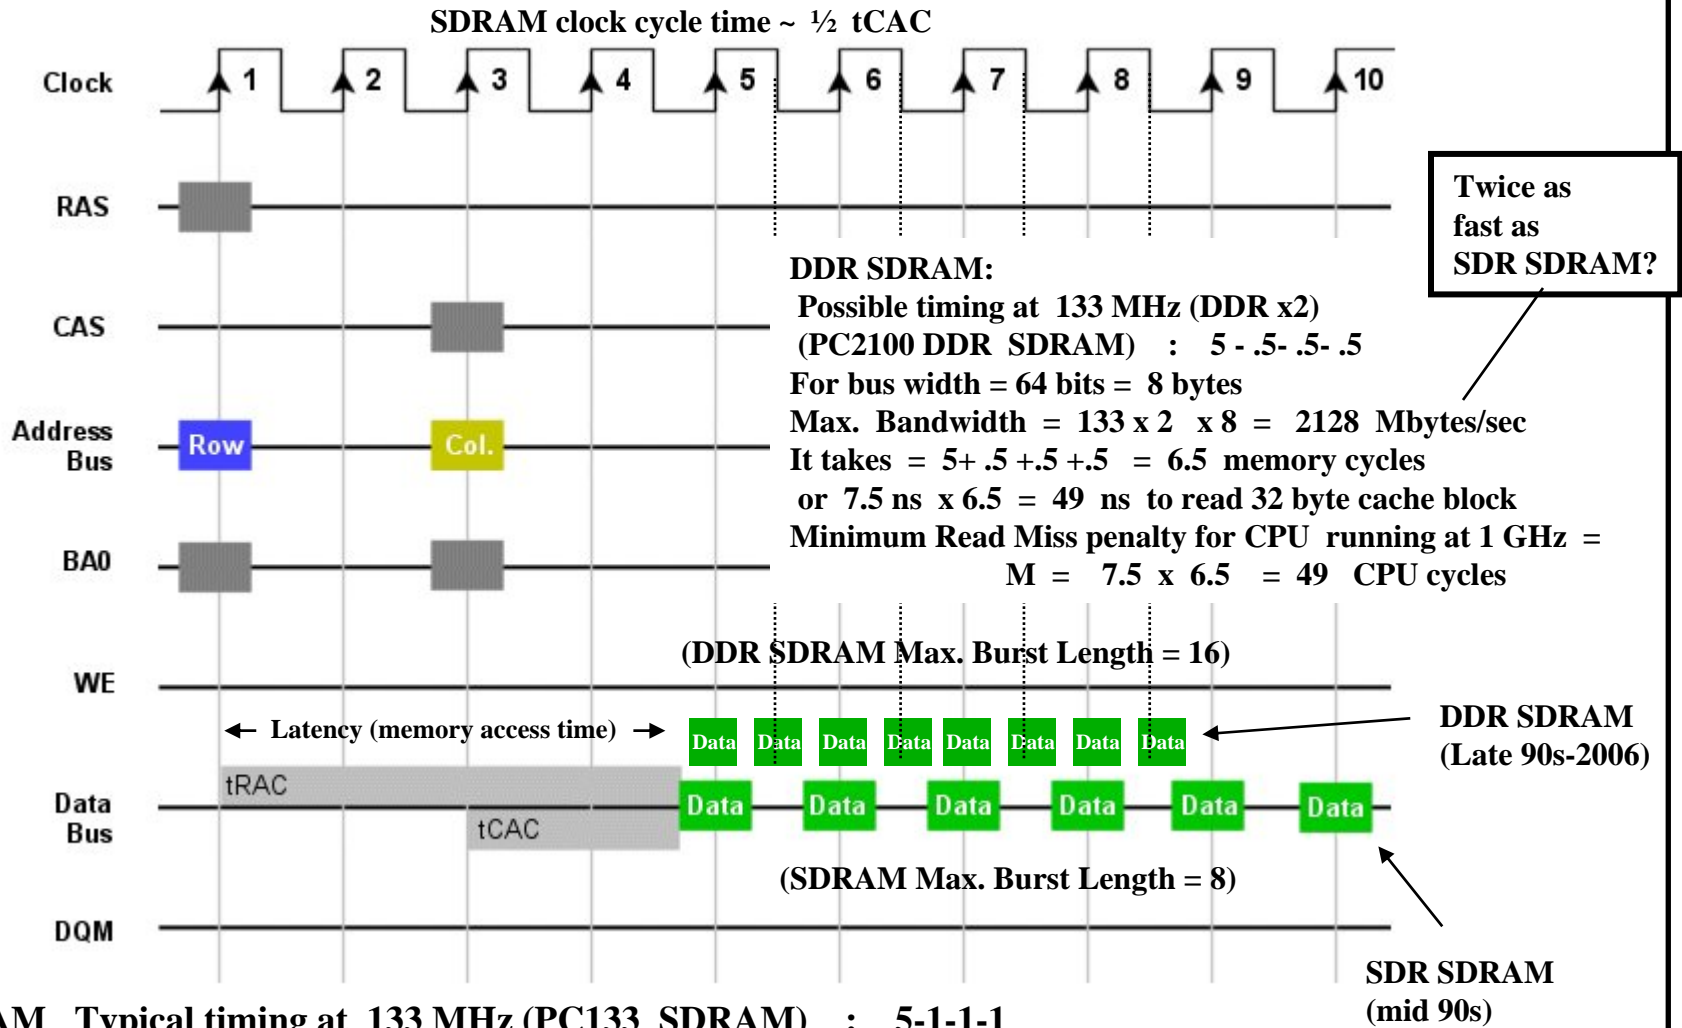 SDRAM clock cycle time ~ ½ tCAC
Clock
1 2 3 4 5 6 7 8 9 10
RAS
Twice as
fast as
SDR SDRAM?
CAS
DDR SDRAM:
Possible timing at 133 MHz (DDR x2)
(PC2100 DDR SDRAM) : 5 - .5- .5- .5
For bus width = 64 bits = 8 bytes
Max. Bandwidth = 133 x 2 x 8 = 2128 Mbytes/sec
It takes = 5+ .5 +.5 +.5 = 6.5 memory cycles
or 7.5 ns x 6.5 = 49 ns to read 32 byte cache block
Minimum Read Miss penalty for CPU running at 1 GHz =
M = 7.5 x 6.5 = 49 CPU cycles
Address
Bus
Row
Col.
BA0
(DDR SDRAM Max. Burst Length = 16)
WE
Latency (memory access time)
Data Data Data Data Data Data Data Data
DDR SDRAM
(Late 90s-2006)
tRAC
Data
Bus
tCAC
Data Data Data Data Data Data
(SDRAM Max. Burst Length = 8)
DQM
SDR SDRAM
(mid 90s)
AM Typical timing at 133 MHz (PC133 SDRAM) : 5-1-1-1